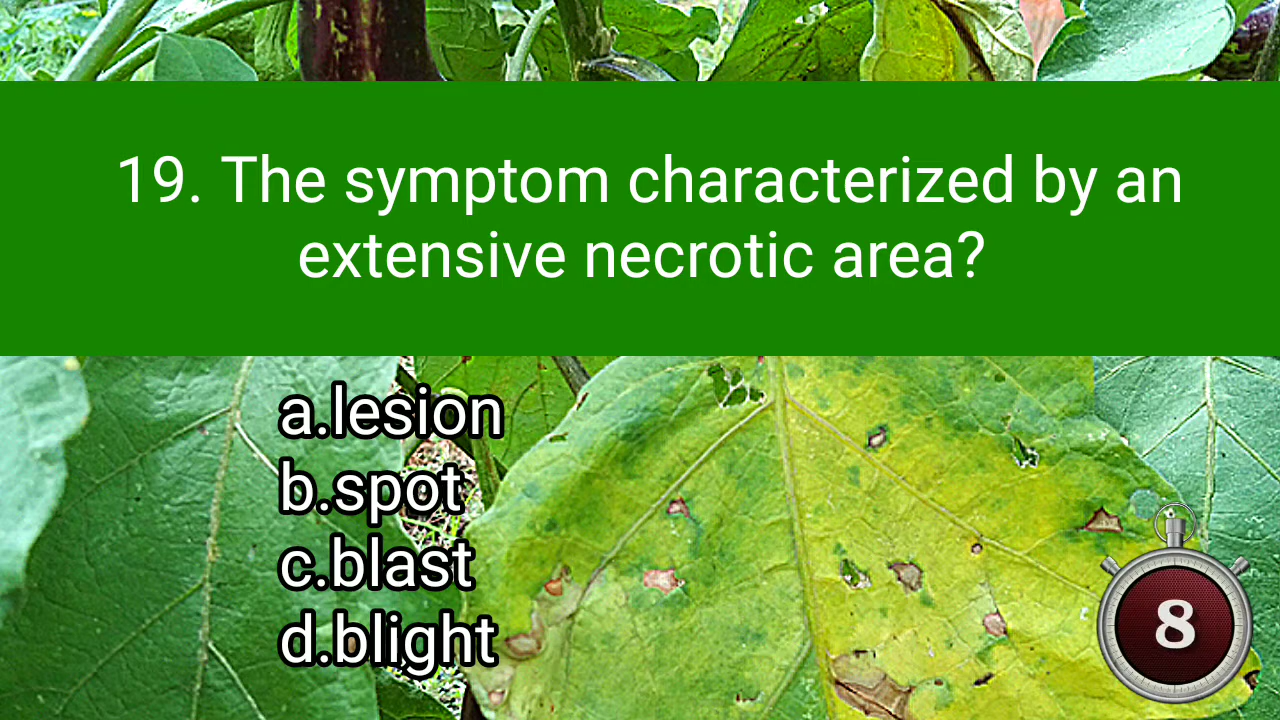 19. The symptom characterized by an
extensive necrotic area?
a.lesion
b.spot
c.blast
d.blight
8